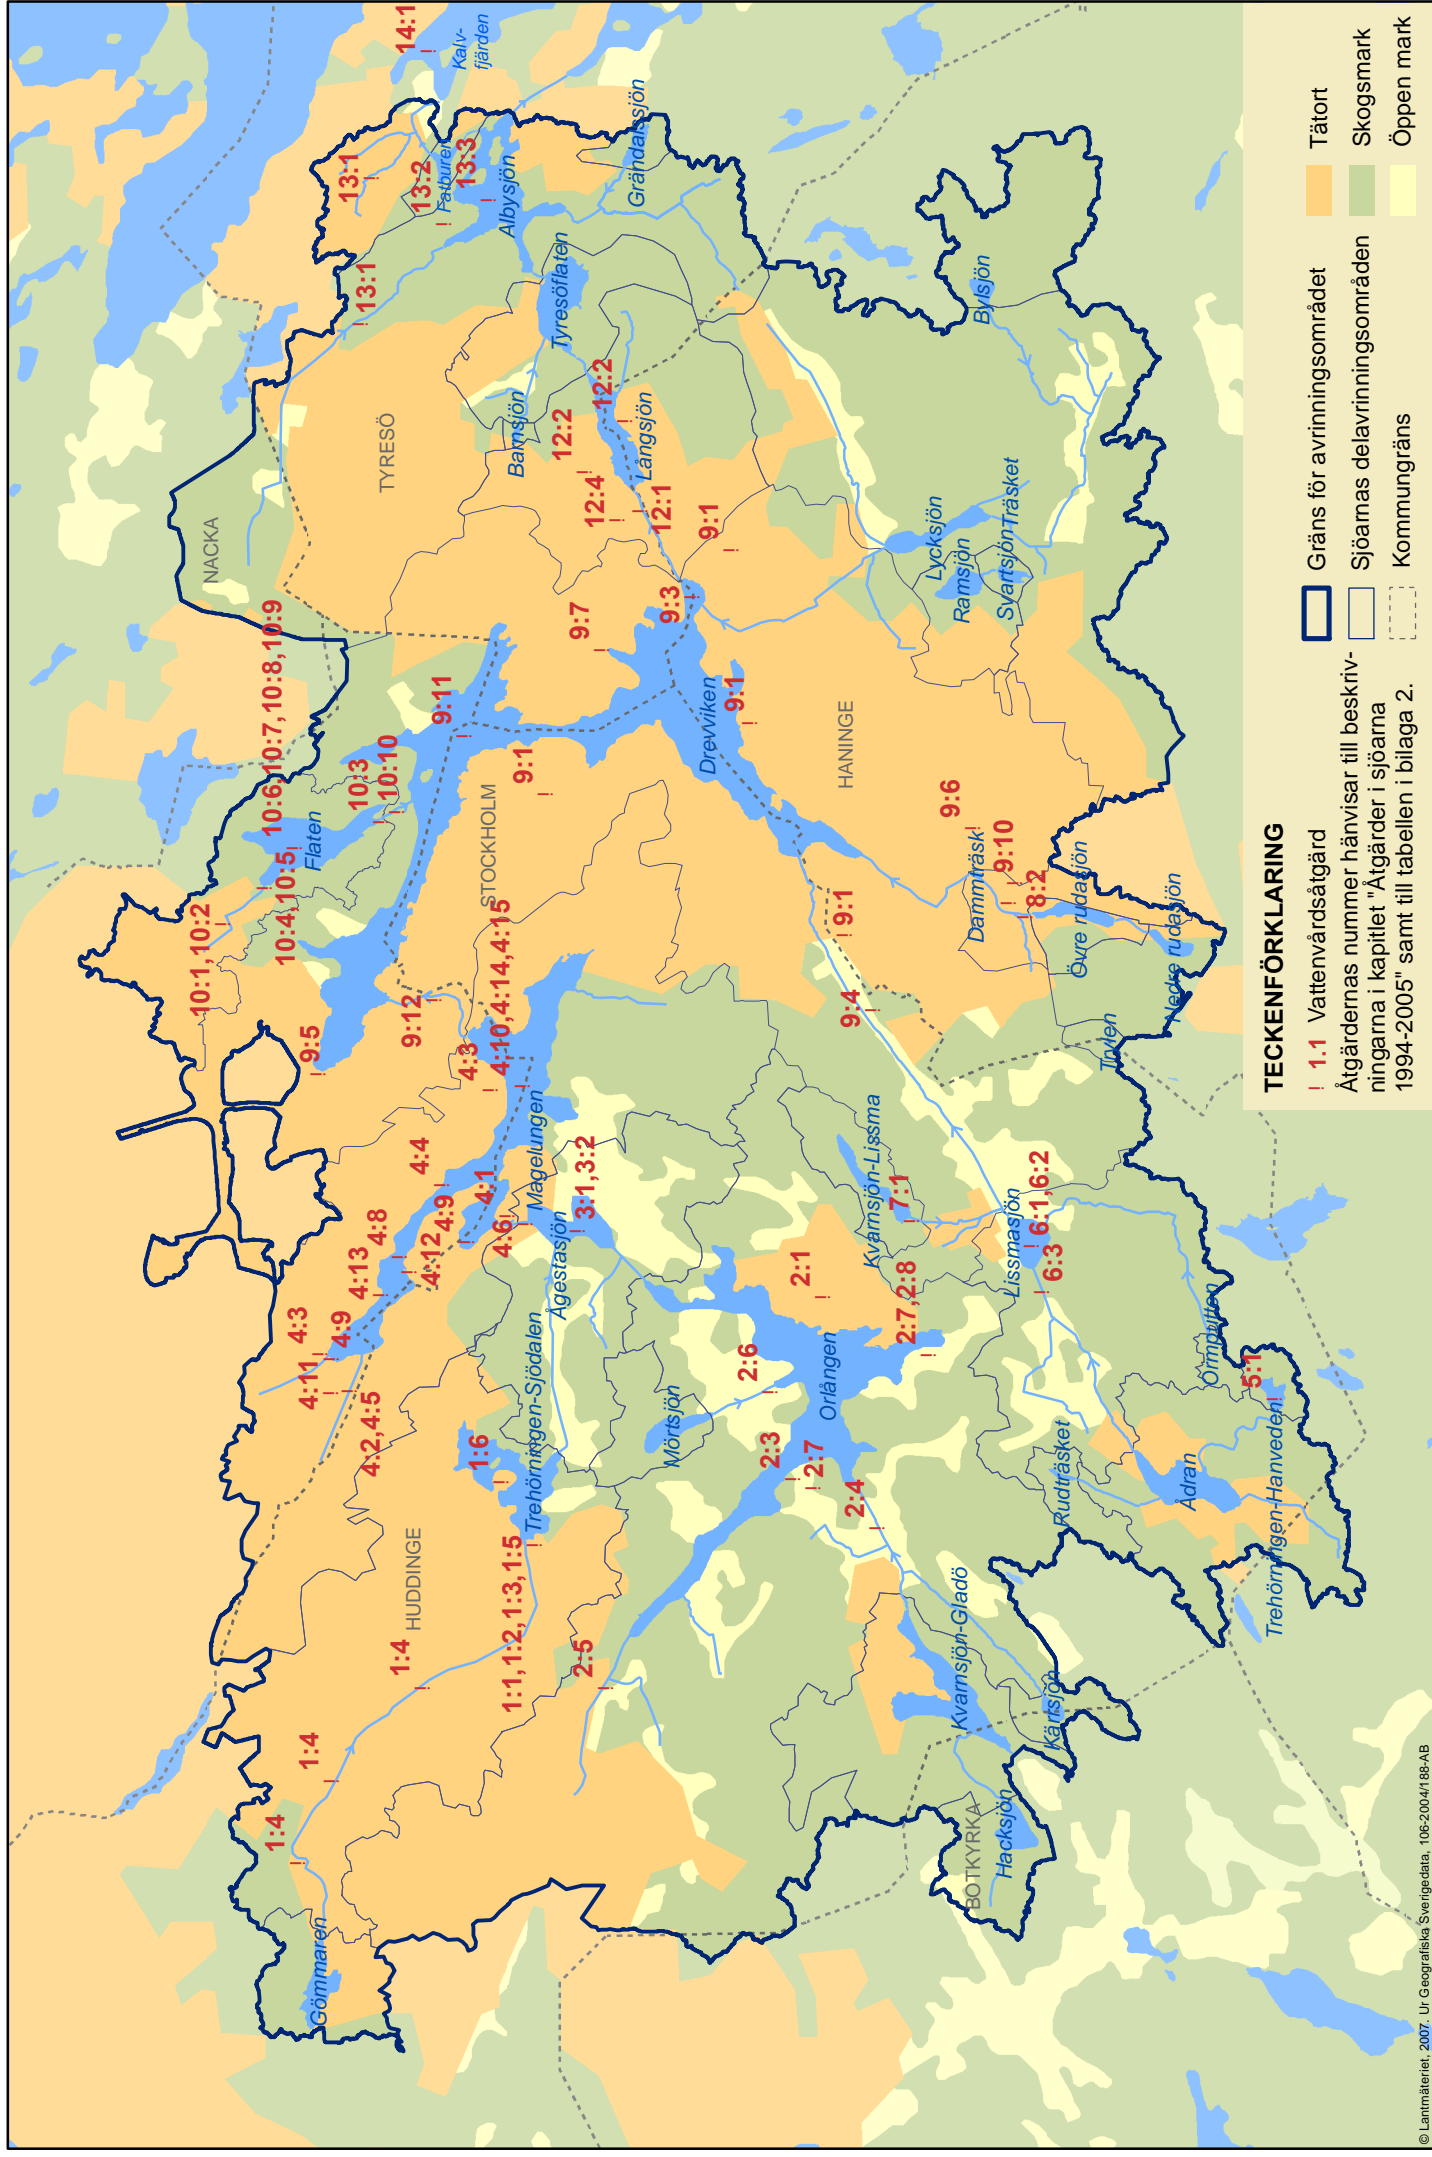 14:1
Kalv-
fjärden
13:1
13:2
Fatburen
13:3
Albysjön
Grändalssjön
13:1
Tyresöflaten
TYRESÖ
NACKA
Barnsjön
12:2
12:2
Långsjön
12:4
12:1
9:1
Bylsjön
Lycksjön
Ramsjön
Träsket
Svartsjön
10:6,10:7,10:8,10:9
9:7
9:3
9:11
9:1
Drevviken
HANINGE
10:3
10:10
9:1
STOCKHOLM
Flaten
10:4,10:5
10:1,10:2
9:6
Dammträsk
9:10
8:2
Övre rudasjön
Nedre rudasjön
9:1
9:4
Trylen
9:5
9:12
4:3
4:10,4:14,4:15
Magelungen
4:4
4:1
4:9
4:8
4:12
4:13
4:6
3:1,3:2
Ågestasjön
Kvarnsjön-Lissma
7:1
Lissmasjön
6:1,6:2
6:3
4:3
4:9
4:11
4:2,4:5
2:1
2:7,2:8
2:6
Orlången
Trehörningen-Sjödalen
Mörtsjön
1:6
2:3
2:7
2:4
Örnputten
5:1
Rudträsket
Ådran
Trehörningen-Hanveden
HUDDINGE
1:1,1:2,1:3,1:5
1:4
2:5
1:4
1:4
Gömmaren
Kvarnsjön-Gladö
Kärrsjön
Hacksjön
BOTKYRKA
TECKENFÖRKLARING
! 1.1 Vattenvårdsåtgärd
Åtgärdernas nummer hänvisar till beskriv-
ningarna i kapitlet "Åtgärder i sjöarna
1994-2005" samt till tabellen i bilaga 2.
Gräns för avrinningsområdet
Sjöarnas delavrinningsområden
Kommungräns
Tätort
Skogsmark
Öppen mark
© Lantmäteriet, 2007. Ur Geografiska Sverigedata, 106-2004/188-AB